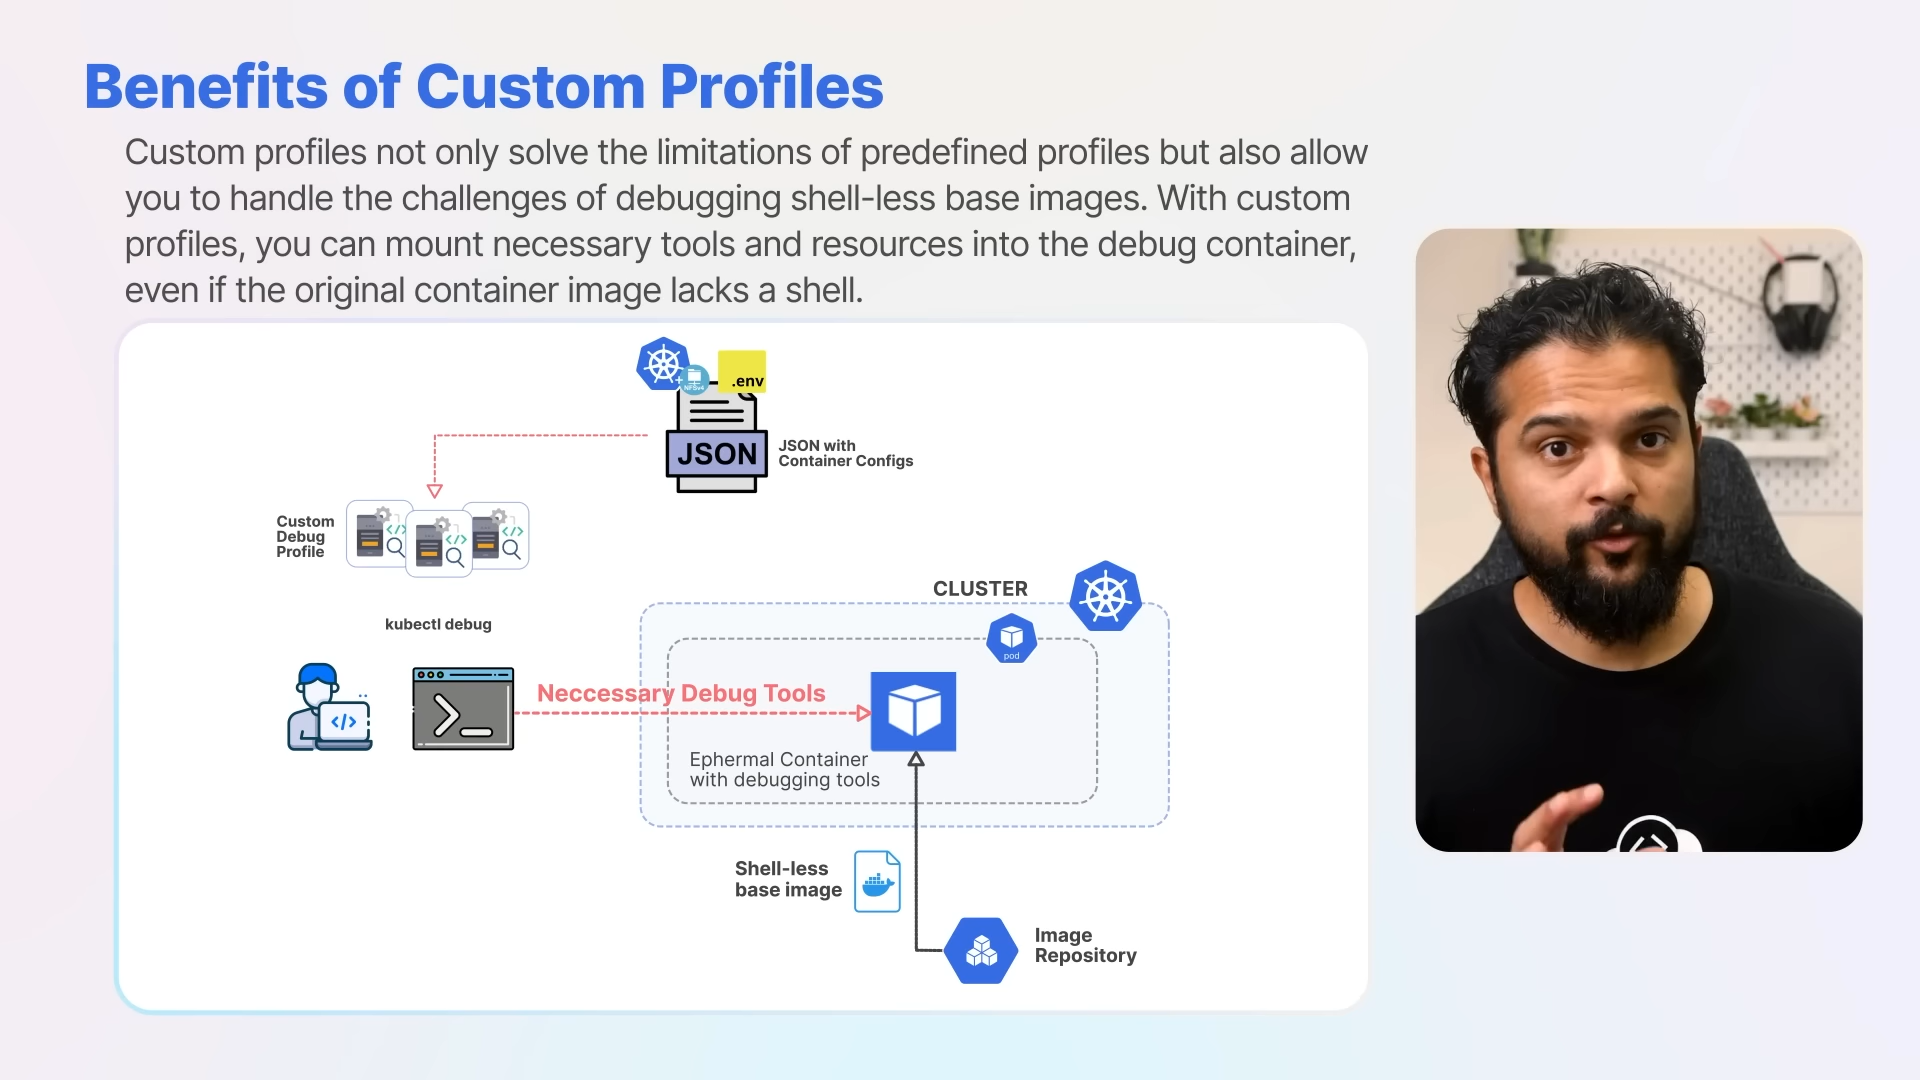 Benefits of Custom Profiles
Custom profiles not only solve the limitations of predefined profiles but also allow
you to handle the challenges of debugging shell-less base images. With custom
profiles, you can mount necessary tools and resources into the debug container,
even if the original container image lacks a shell.
.env
NFSv4
JSON
JSON with
Container Configs
Custom
Debug
Profile
kubectl debug
CLUSTER
pod
Neccessary Debug Tools
Ephermal Container
with debugging tools
Shell-less
base image
Image
Repository